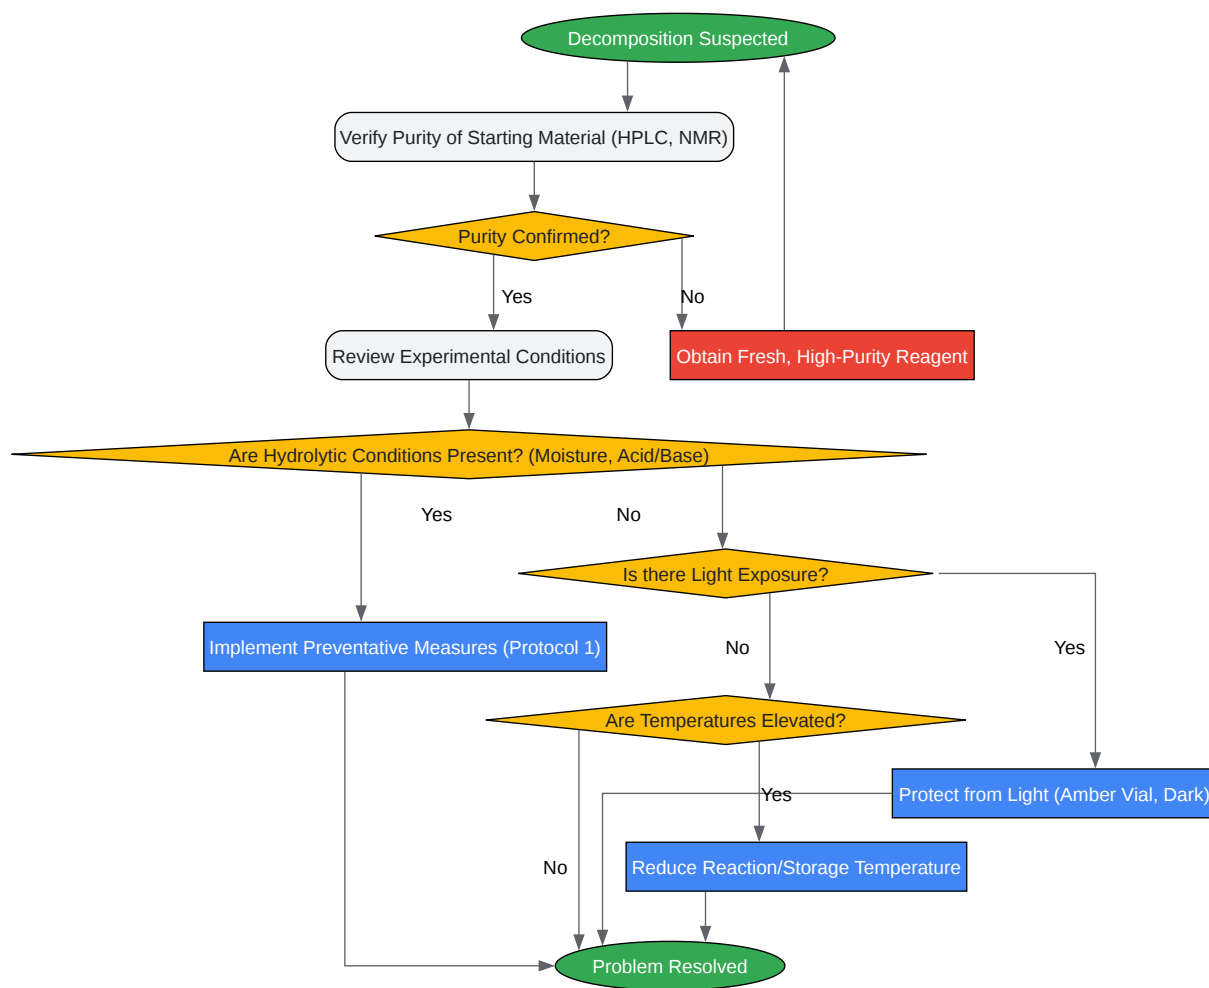 Decomposition Suspected
Verify Purity of Starting Material (HPLC, NMR)
Purity Confirmed?
Yes
No
Review Experimental Conditions
Obtain Fresh, High-Purity Reagent
Are Hydrolytic Conditions Present? (Moisture, Acid/Base)
Yes
No
Is there Light Exposure?
Implement Preventative Measures (Protocol 1)
No
Yes
Are Temperatures Elevated?
Yes
Protect from Light (Amber Vial, Dark)
No
Reduce Reaction/Storage Temperature
Problem Resolved